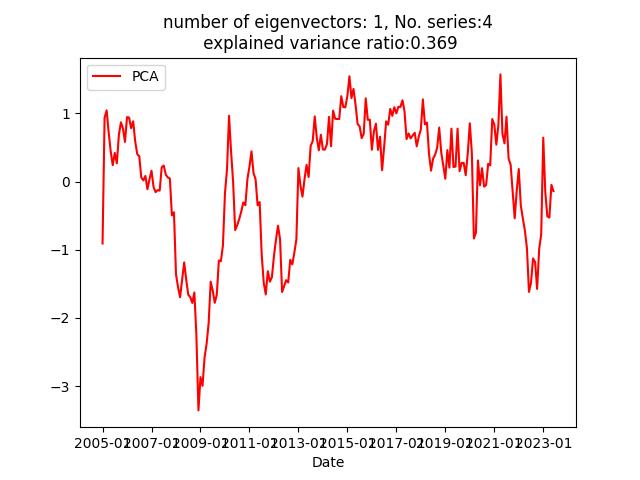 number of eigenvectors: 1, No. series:4
explained variance ratio:0.369
PCA
1
0
−1
−2
−3
2005-01 2007-01 2009-01 2011-01 2013-01 2015-01 2017-01 2019-01 2021-01 2023-01
Date